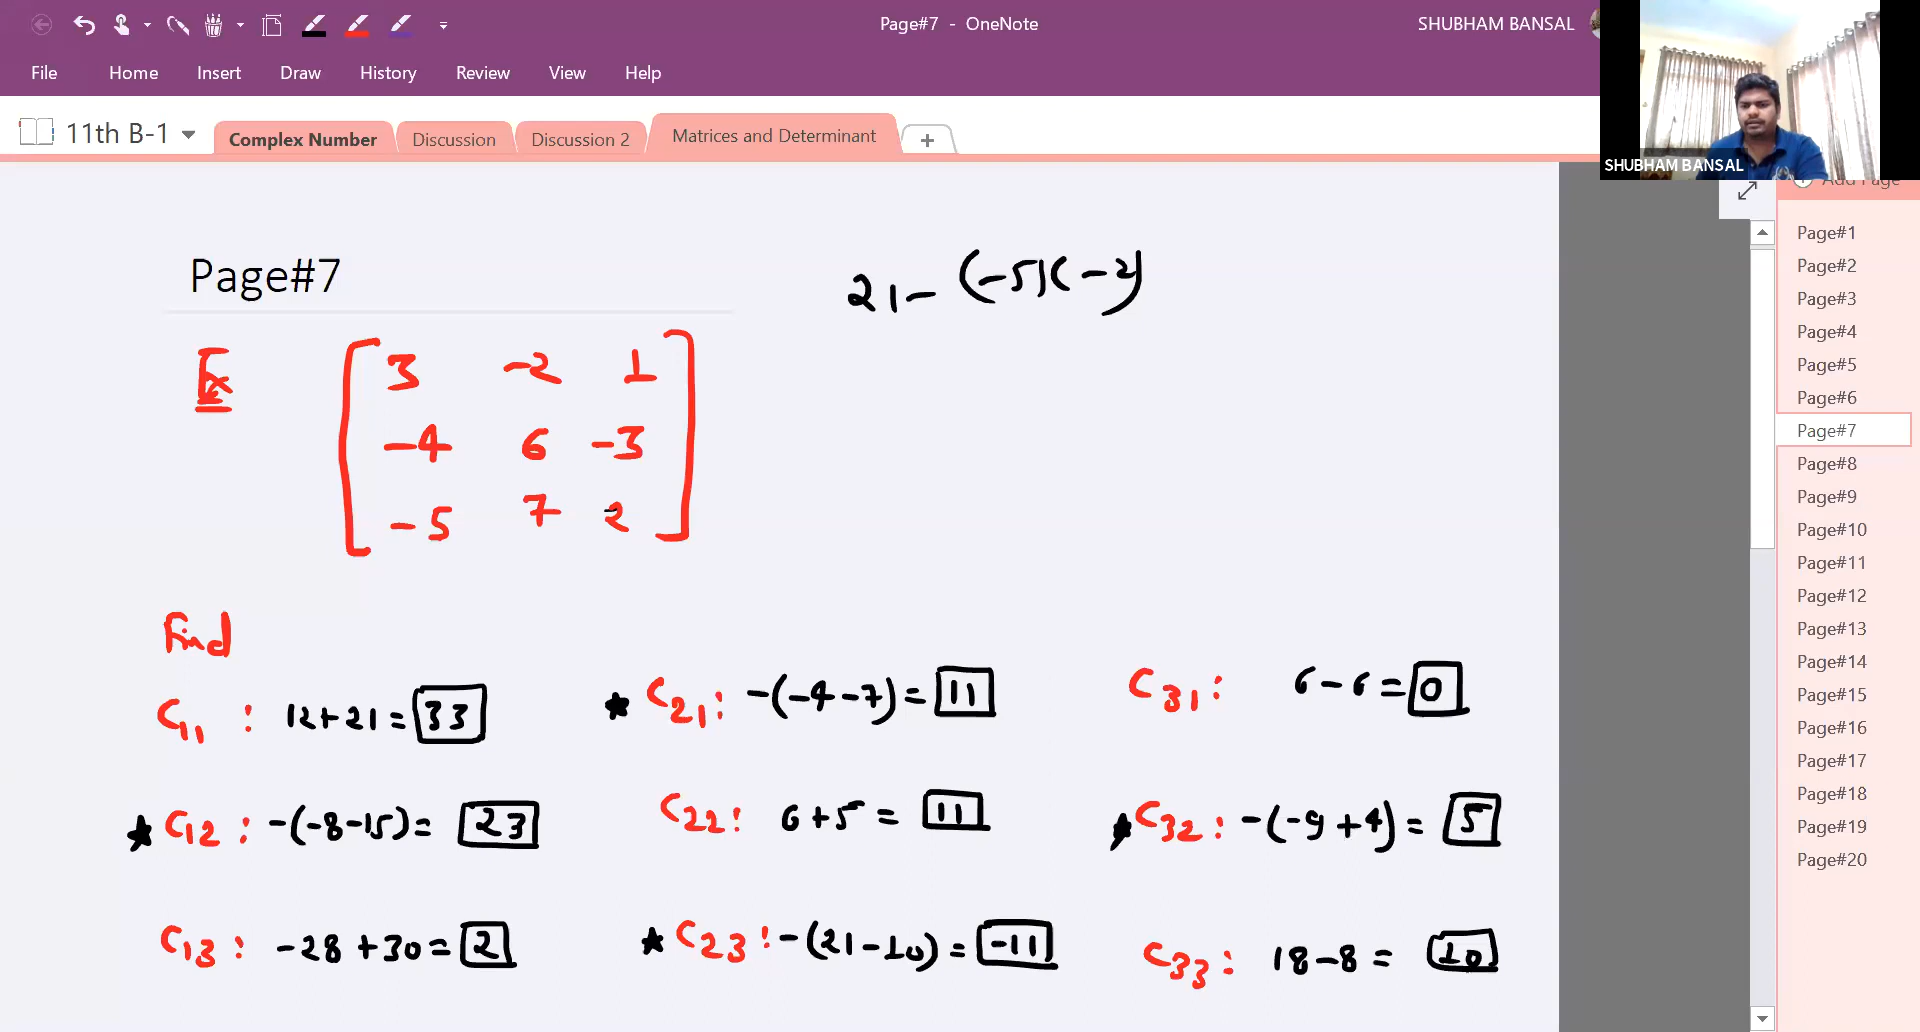 Page#7 - OneNote
SHUBHAM BANSAL
File Home Insert Draw History Review View Help
SHUBHAM BANSAL
11th B-1 Complex Number Discussion Discussion 2 Matrices and Determinant +
Add Page
Page#1
Page#2
Page#3
Page#4
Page#5
Page#6
Page#7
Page#8
Page#9
Page#10
Page#11
Page#12
Page#13
Page#14
Page#15
Page#16
Page#17
Page#18
Page#19
Page#20
Page#7
21-(-5)(-2)
Ex
3 -2 1
-4 6 -3
-5 7 2
Find
C11 : 12+21=33
★ C21: -(-4-7)=11
C31: 6-6=0
★ C12: -(-8-15)=23
C22: 6+5=11
★ C32: -(-9+4)=5
C13: -28+30=2
★ C23: -(21-10)=-11
C33: 18-8=10